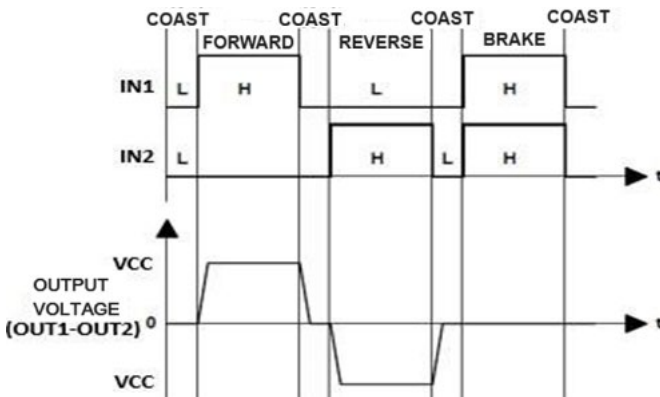 COAST COAST COAST COAST
FORWARD REVERSE BRAKE
IN1 L H L H
IN2 L H L H
t
VCC
OUTPUT
VOLTAGE
(OUT1-OUT2) 0 t
VCC